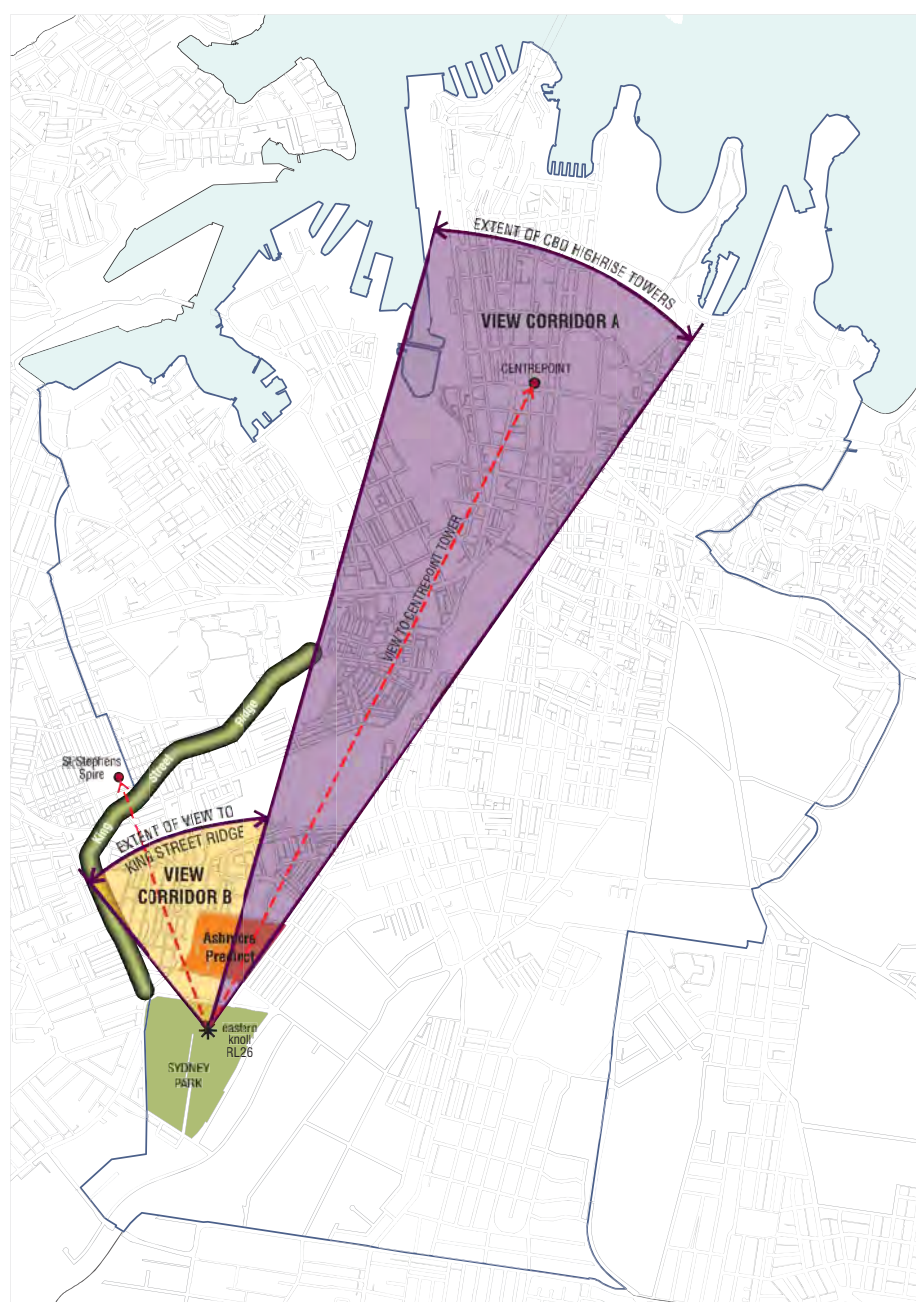 EXTENT OF CBD HIGHRISE TOWERS
VIEW CORRIDOR A
CENTREPOINT
VIEW TO CENTREPOINT TOWER
King Street Ridge
St Stephens
Spire
EXTENT OF VIEW TO
KING STREET RIDGE
VIEW
CORRIDOR B
Ashmore
Precinct
eastern
knoll
RL26
SYDNEY
PARK